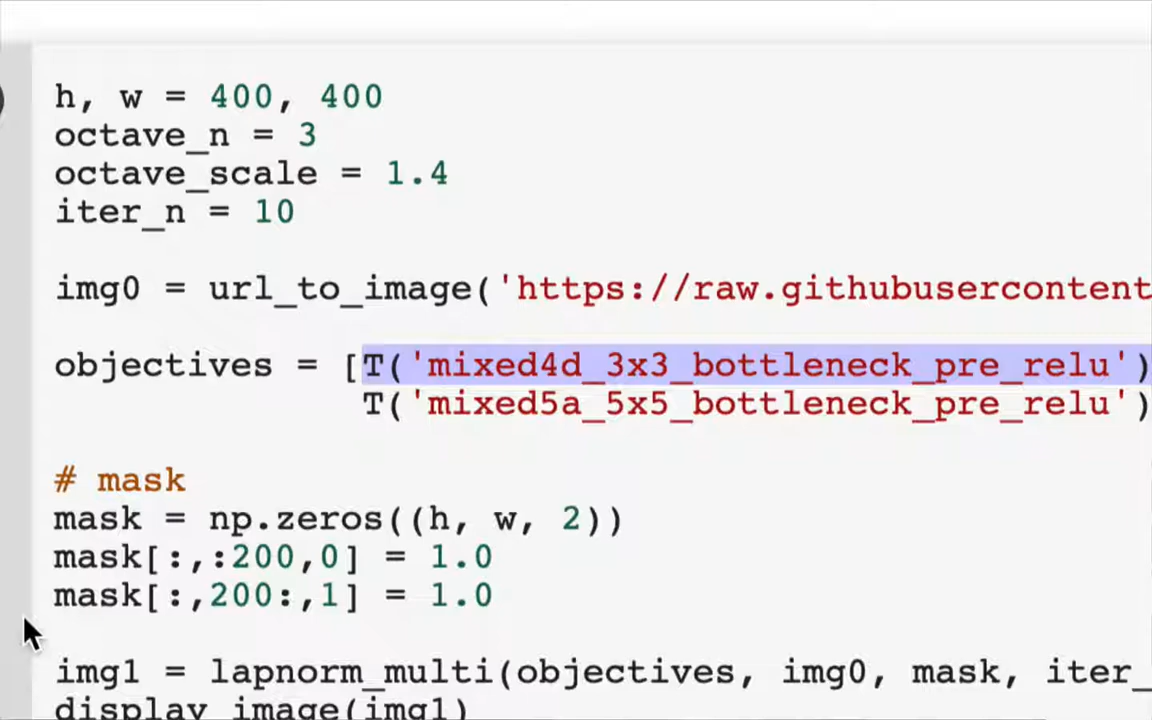 h, w = 400, 400
octave_n = 3
octave_scale = 1.4
iter_n = 10
img0 = url_to_image('https://raw.githubusercontent
objectives = [T('mixed4d_3x3_bottleneck_pre_relu')
T('mixed5a_5x5_bottleneck_pre_relu')
# mask
mask = np.zeros((h, w, 2))
mask[:,:200,0] = 1.0
mask[:,200:,1] = 1.0
img1 = lapnorm_multi(objectives, img0, mask, iter_
display_image(img1)